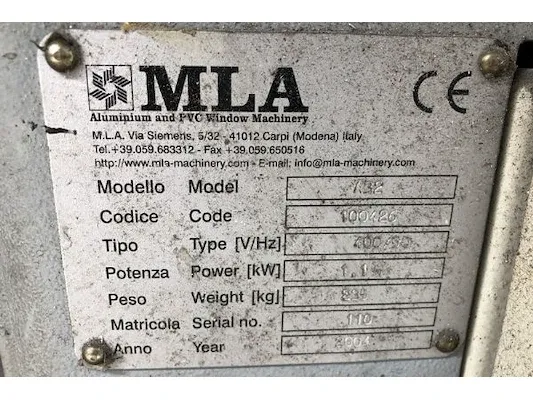 MLA CE
Aluminium and PVC Window Machinery
M.L.A. Via Siemens, 5/32 - 41012 Carpi (Modena) Italy
Tel.+39.059.683312 - Fax +39.059.650516
http://www.mla-machinery.com - E-mail: info@mla-machinery.com
Modello Model
Codice Code
Tipo Type [V/Hz]
Potenza Power [kW]
Peso Weight [kg]
Matricola Serial no. 110
Anno Year